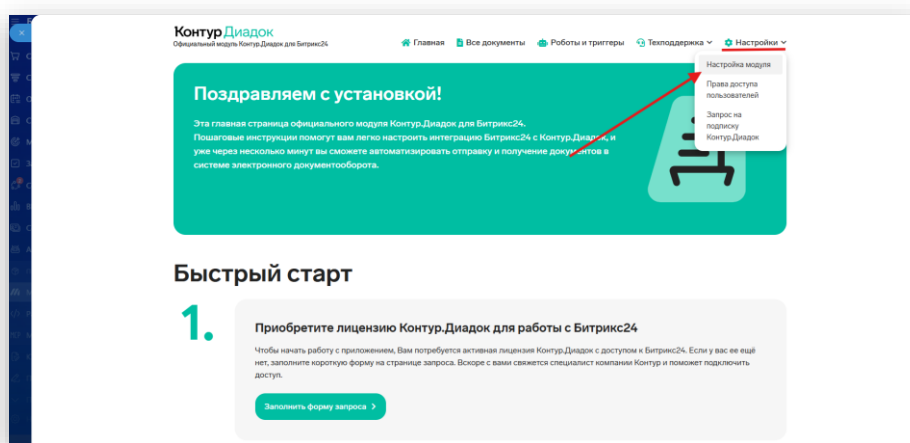 Контур Диадок
Официальный модуль Контур.Диадок для Битрикс24
Главная
Все документы
Роботы и триггеры
Техподдержка
Настройки
Настройка модуля
Права доступа
пользователей
Запрос на
подписку
Контур.Диадок
Поздравляем с установкой!
Эта главная страница официального модуля Контур.Диадок для Битрикс24.
Пошаговые инструкции помогут вам легко настроить интеграцию Битрикс24 с Контур.Диадок, и
уже через несколько минут вы сможете автоматизировать отправку и получение документов в
системе электронного документооборота.
Быстрый старт
1.
Приобретите лицензию Контур.Диадок для работы с Битрикс24
Чтобы начать работу с приложением, Вам потребуется активная лицензия Контур.Диадок с доступом к Битрикс24. Если у вас ее ещё
нет, заполните короткую форму на странице запроса. Вскоре с вами свяжется специалист компании Контур и поможет подключить
доступ.
Заполнить форму запроса >